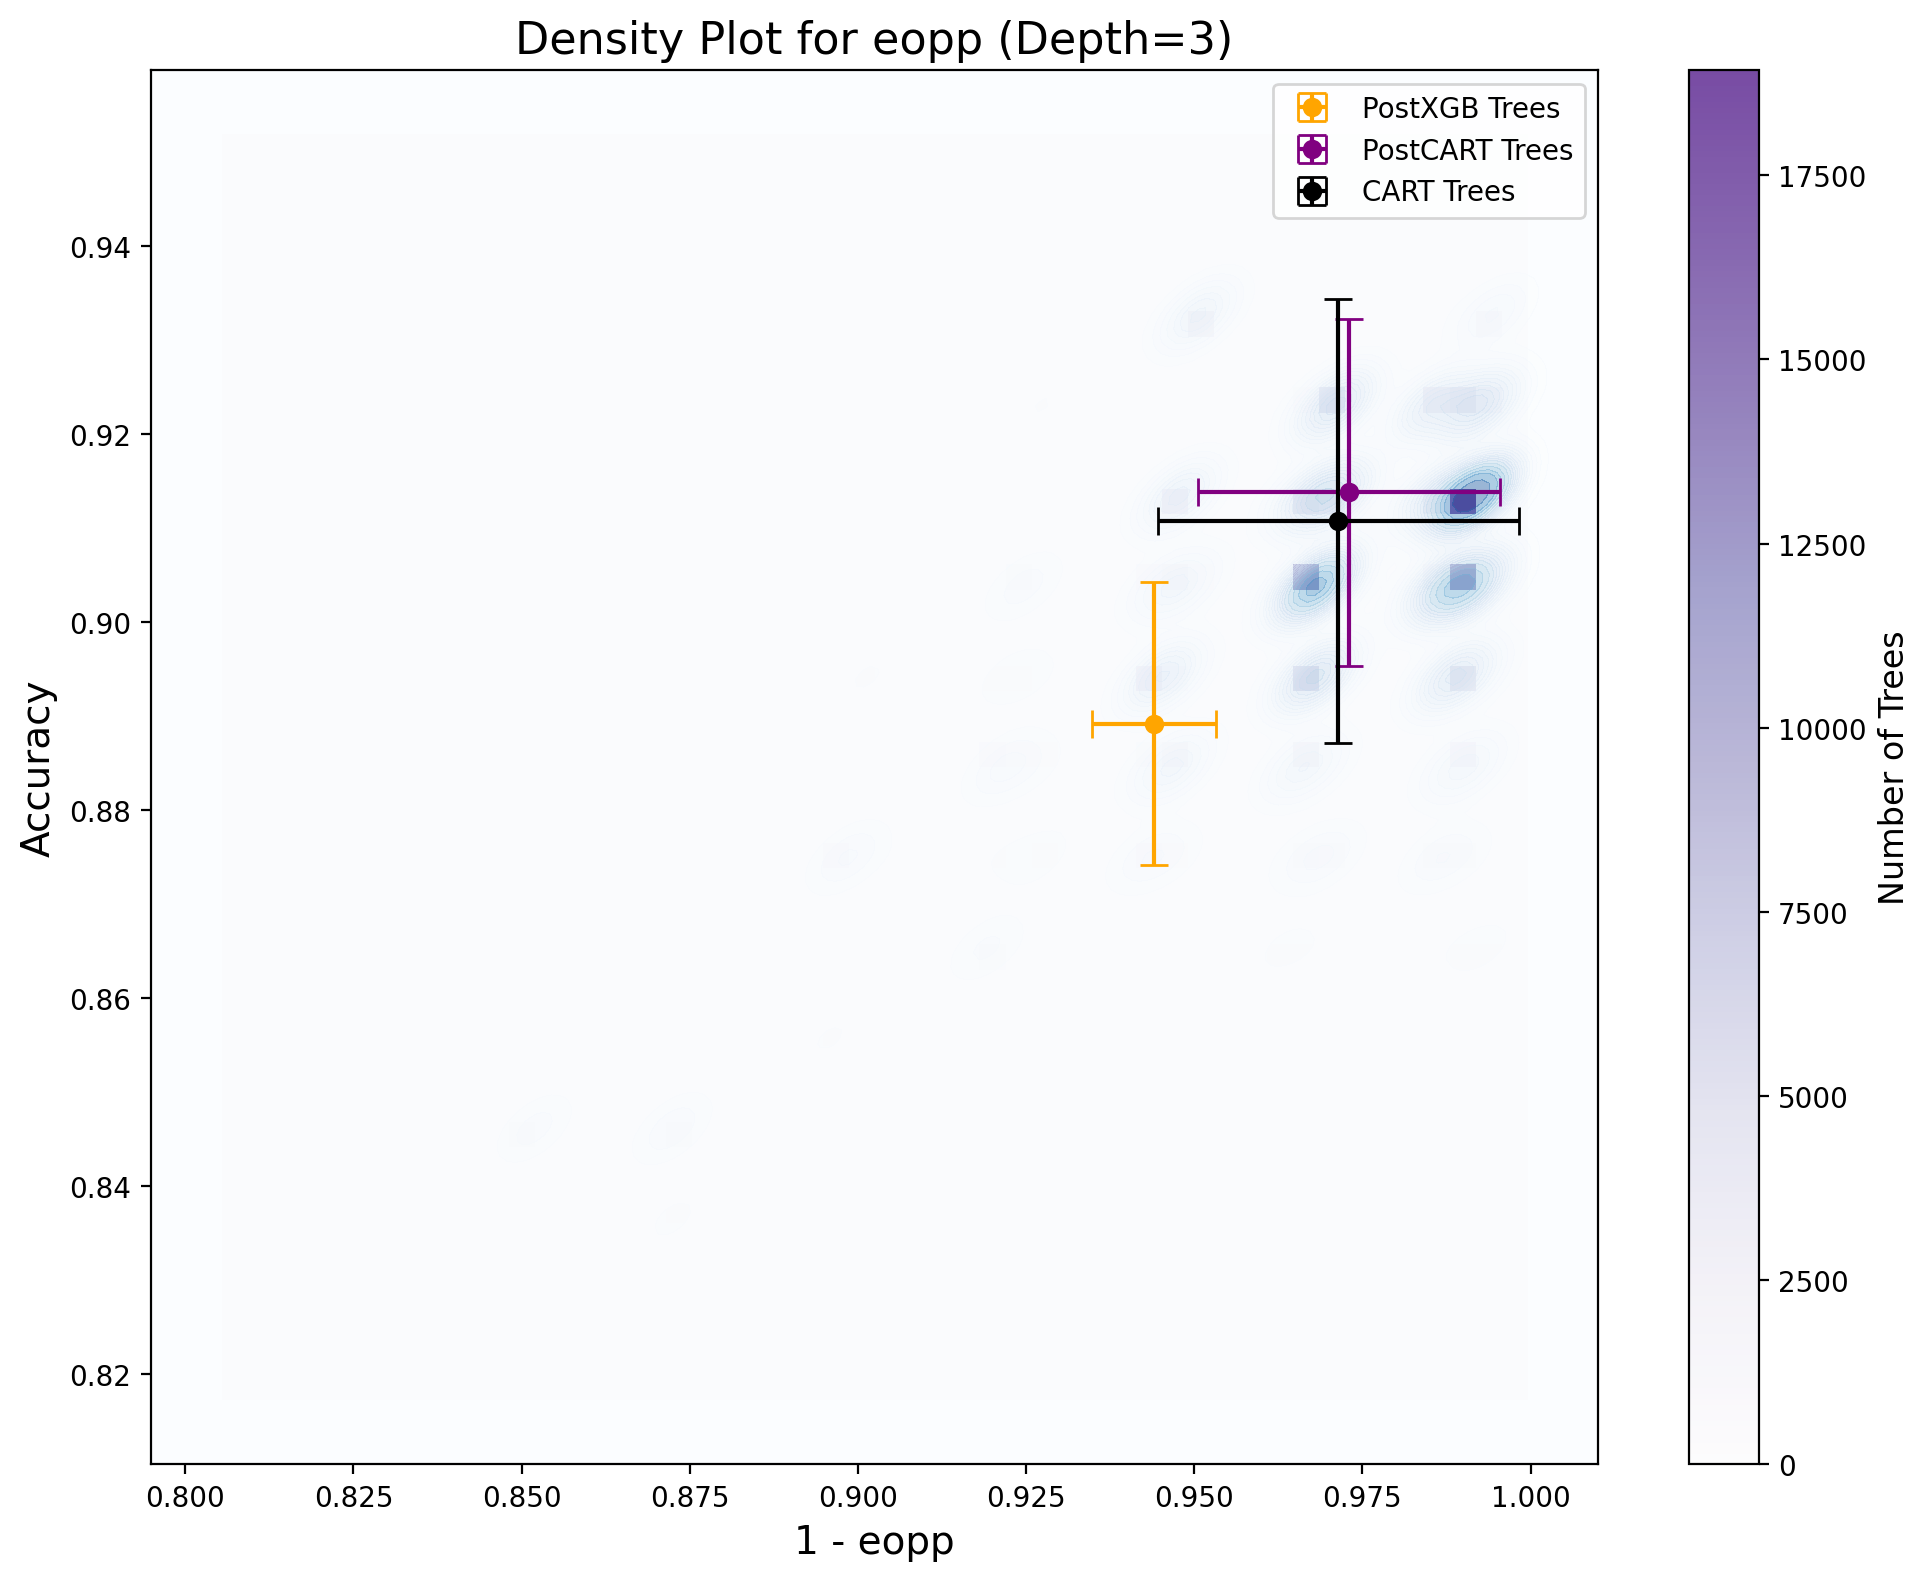 Density Plot for eopp (Depth=3)
PostXGB Trees
PostCART Trees
CART Trees
0.94
0.92
0.90
0.88
0.86
0.84
0.82
Accuracy
0.800 0.825 0.850 0.875 0.900 0.925 0.950 0.975 1.000
1 - eopp
17500
15000
12500
10000
7500
5000
2500
0
Number of Trees